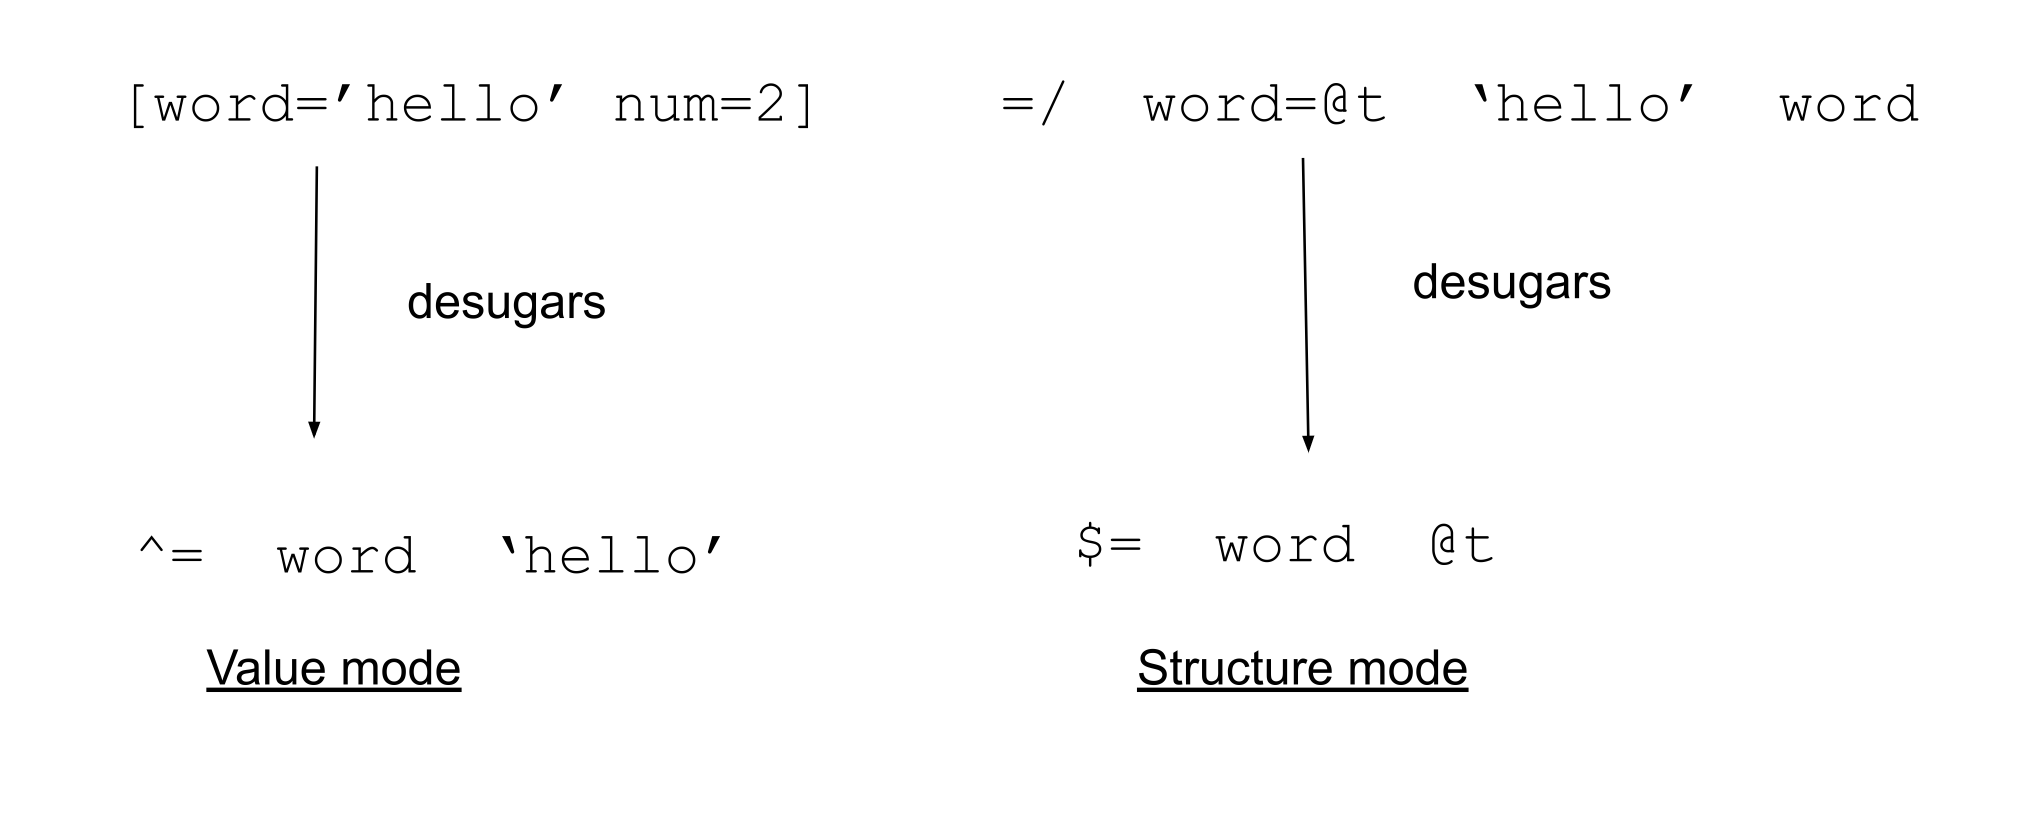 [word=’hello’ num=2]
=/  word=@t  ‘hello’  word
desugars
desugars
^=  word  ‘hello’
$=  word  @t
Value mode
Structure mode